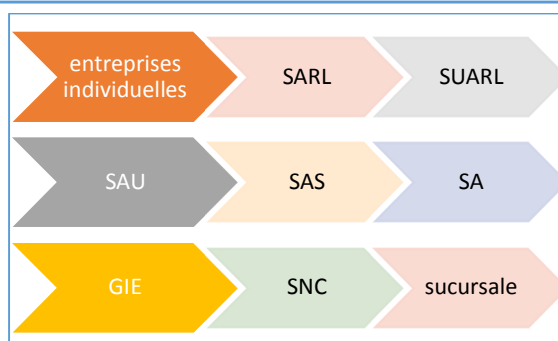 entreprises
individuelles
SARL
SUARL
SAU
SAS
SA
GIE
SNC
sucursale